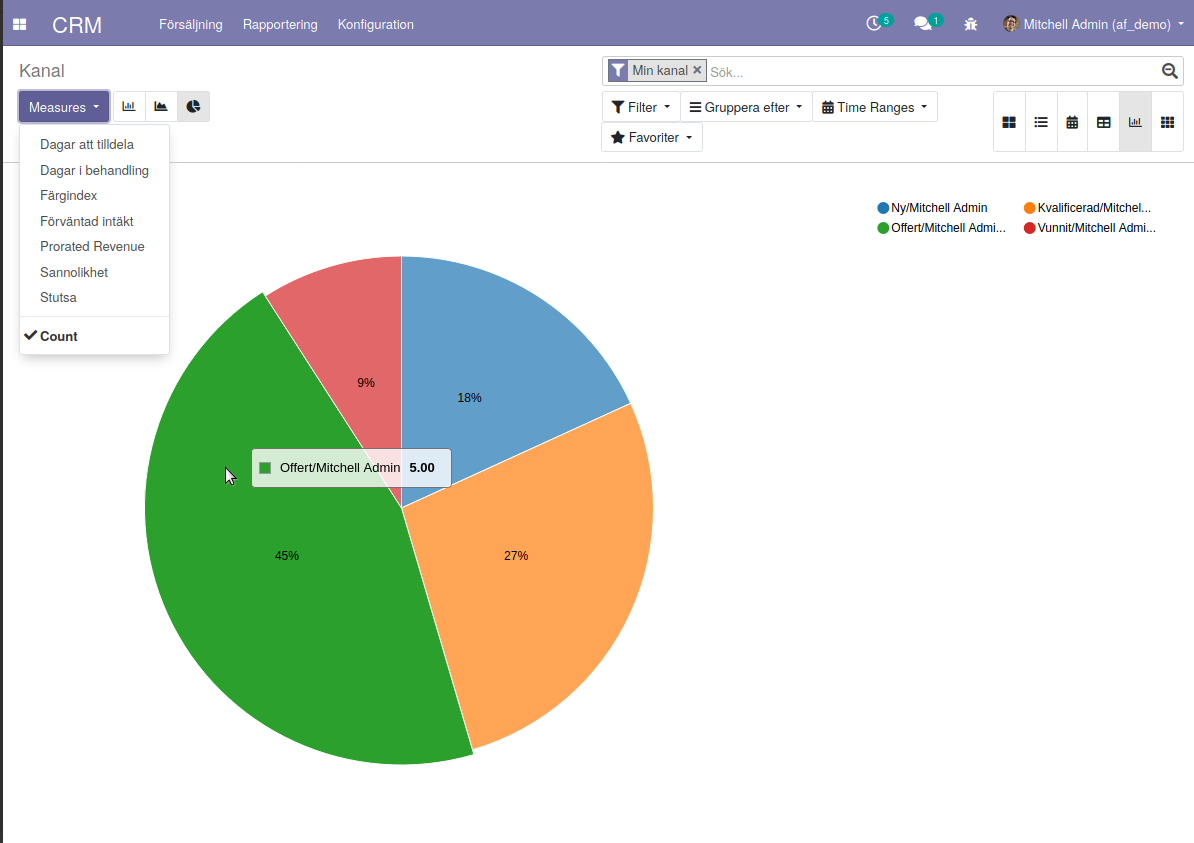 CRM Försäljning Rapportering Konfiguration 5 1 Mitchell Admin (af_demo)
Kanal
Min kanal × Sök...
Measures
Filter Gruppera efter Time Ranges
Favoriter
Dagar att tilldela
Dagar i behandling
Färgindex
Förväntad intäkt
Prorated Revenue
Sannolikhet
Stutsa
Count
Ny/Mitchell Admin Kvalificerad/Mitchel...
Offert/Mitchell Admi... Vunnit/Mitchell Admi...
9%
18%
Offert/Mitchell Admin 5.00
45%
27%